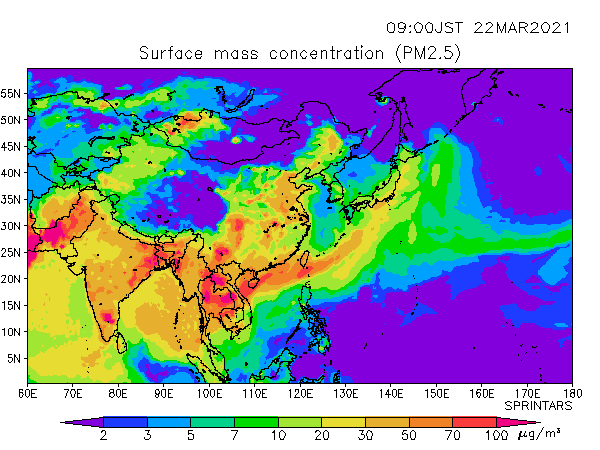 09:00JST 22MAR2021
Surface mass concentration (PM2.5)
55N
50N
45N
40N
35N
30N
25N
20N
15N
10N
5N
60E 70E 80E 90E 100E 110E 120E 130E 140E 150E 160E 170E 180
SPRINTARS
2 3 5 7 10 20 30 50 70 100 μg/m³